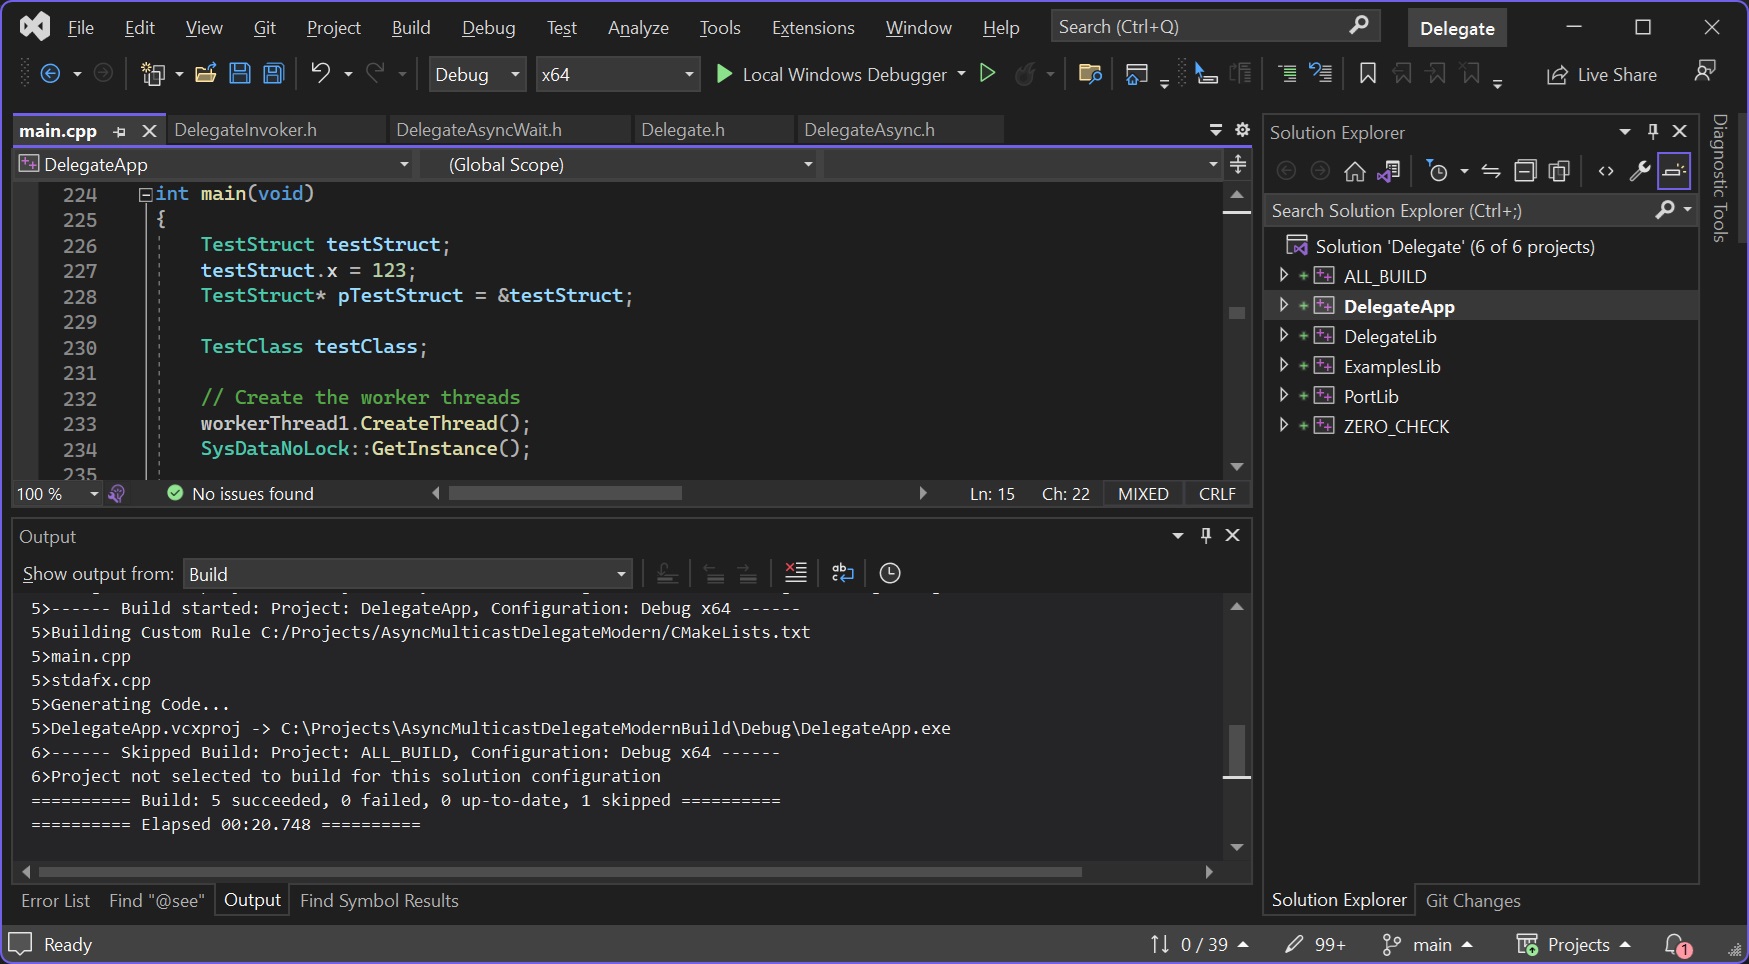 File Edit View Git Project Build Debug Test Analyze Tools Extensions Window Help Search (Ctrl+Q) Delegate
Debug x64 Local Windows Debugger Live Share
main.cpp DelegateInvoker.h DelegateAsyncWait.h Delegate.h DelegateAsync.h
DelegateApp (Global Scope)
224 int main(void)
225 {
226 TestStruct testStruct;
227 testStruct.x = 123;
228 TestStruct* pTestStruct = &testStruct;
229
230 TestClass testClass;
231
232 // Create the worker threads
233 workerThread1.CreateThread();
234 SysDataNoLock::GetInstance();
235
100 % No issues found Ln: 15 Ch: 22 MIXED CRLF
Output
Show output from: Build
5>------ Build started: Project: DelegateApp, Configuration: Debug x64 ------
5>Building Custom Rule C:/Projects/AsyncMulticastDelegateModern/CMakeLists.txt
5>main.cpp
5>stdafx.cpp
5>Generating Code...
5>DelegateApp.vcxproj -> C:\Projects\AsyncMulticastDelegateModernBuild\Debug\DelegateApp.exe
6>------ Skipped Build: Project: ALL_BUILD, Configuration: Debug x64 ------
6>Project not selected to build for this solution configuration
========== Build: 5 succeeded, 0 failed, 0 up-to-date, 1 skipped ==========
========== Elapsed 00:20.748 ==========
Error List Find "@see" Output Find Symbol Results
Solution Explorer
Search Solution Explorer (Ctrl+;)
Solution 'Delegate' (6 of 6 projects)
ALL_BUILD
DelegateApp
DelegateLib
ExamplesLib
PortLib
ZERO_CHECK
Solution Explorer Git Changes
Diagnostic Tools
Ready 0 / 39 99+ main Projects 1